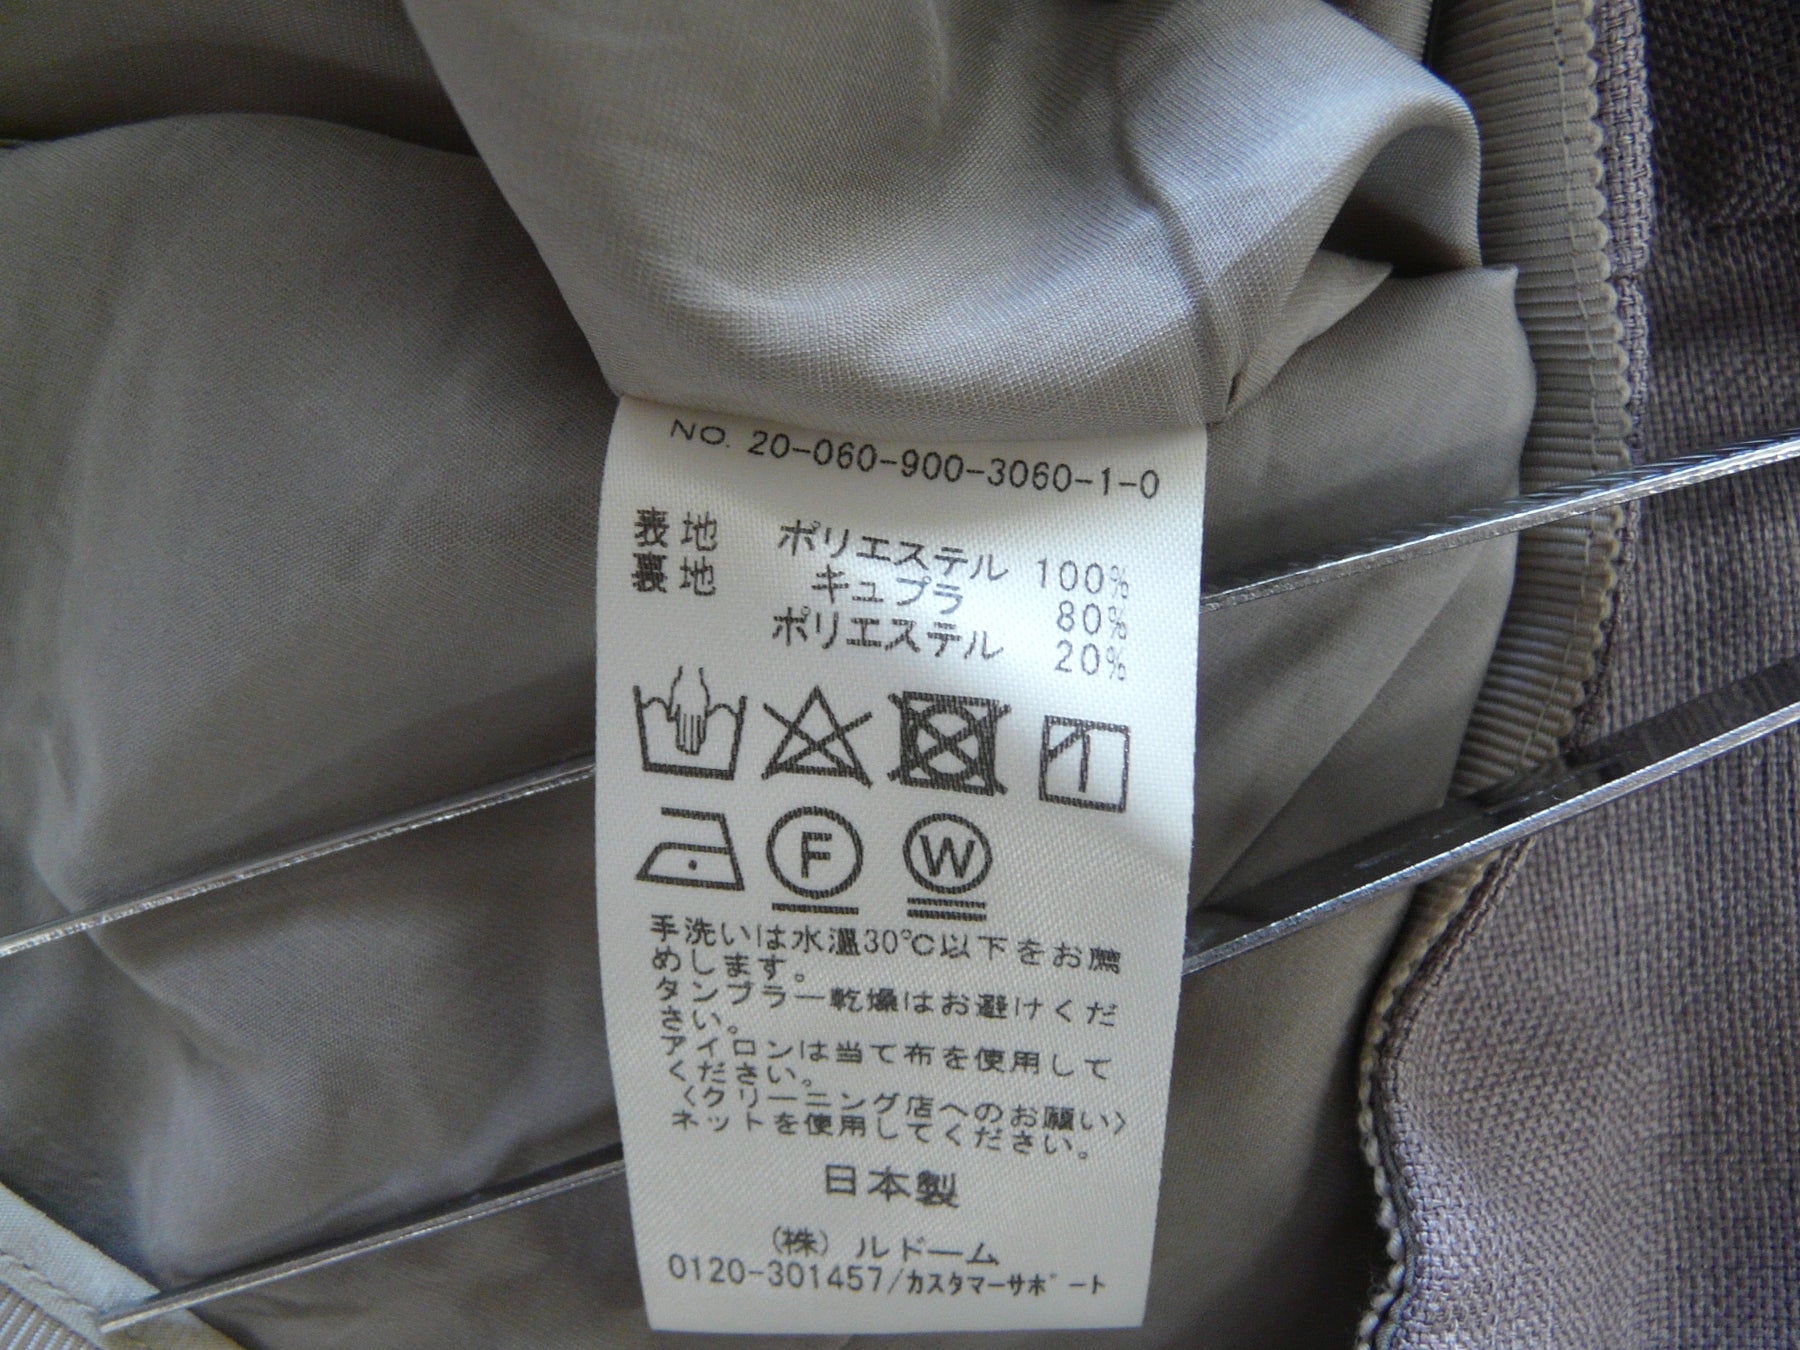 NO. 20-060-900-3060-1-0
表地 ポリエステル 100%
裏地 キュプラ 80%
ポリエステル 20%
F W
手洗いは水温30℃以下をお薦
めします。
タンブラー乾燥はお避けくだ
さい。
アイロンは当て布を使用して
ください。
〈クリーニング店へのお願い〉
ネットを使用してください。
日本製
(株) ルドーム
0120-301457/カスタマーサポート